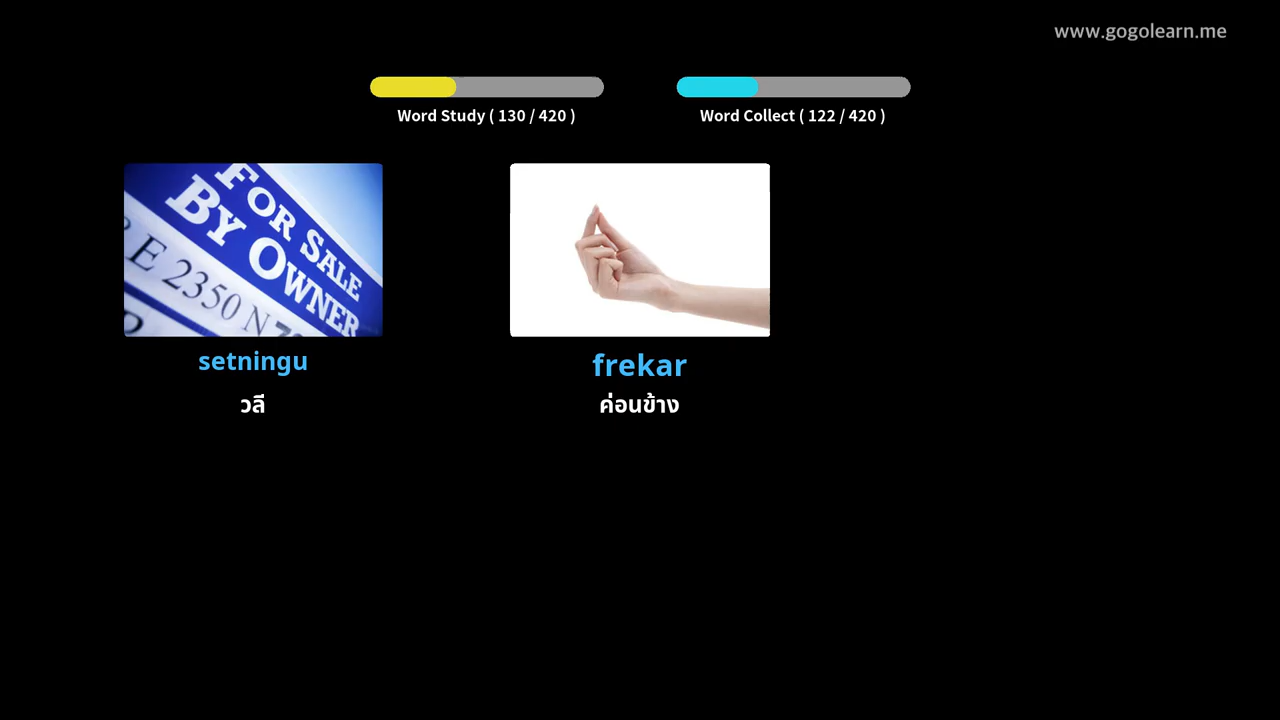 www.gogolearn.me
Word Study ( 130 / 420 )
Word Collect ( 122 / 420 )
FOR SALE
BY OWNER
E 2350 N
setningu
frekar
วลี
ค่อนข้าง